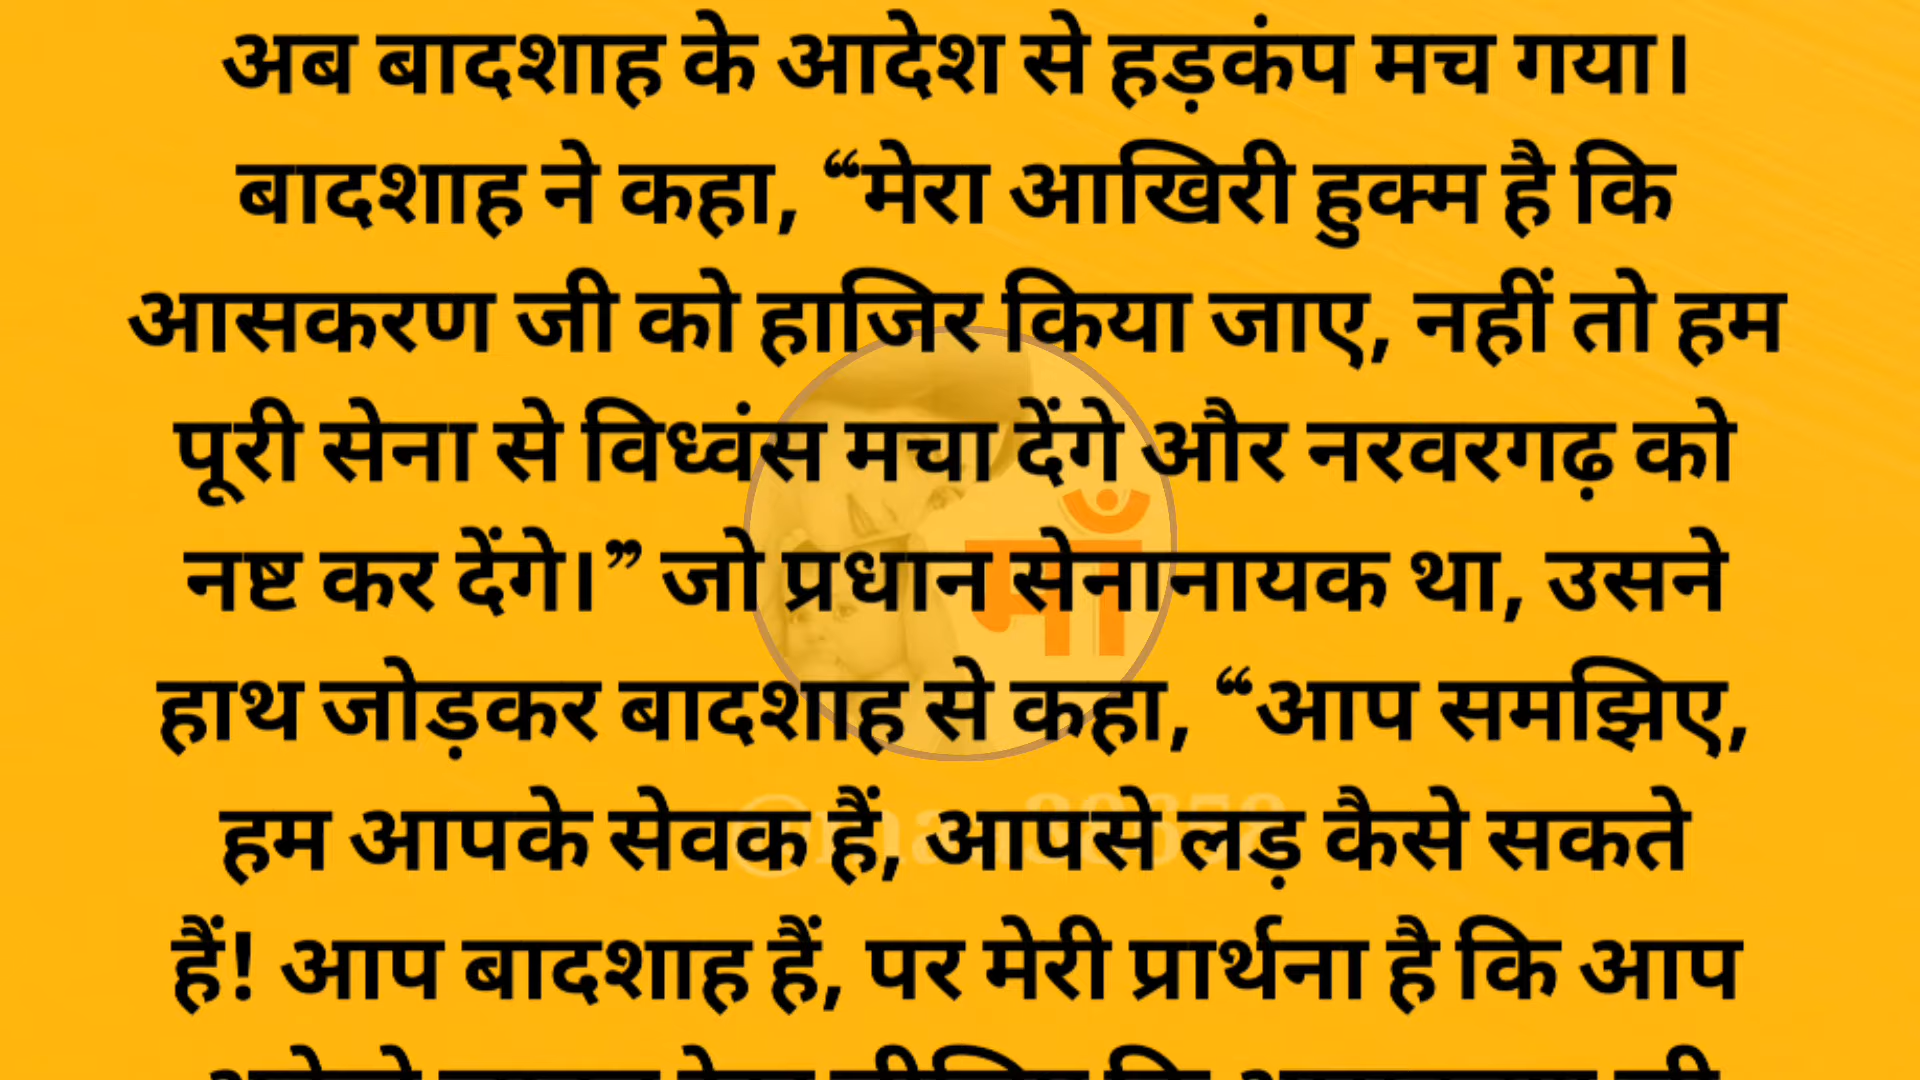 अब बादशाह के आदेश से हड़कंप मच गया।
बादशाह ने कहा, “मेरा आखिरी हुक्म है कि
आसकरण जी को हाजिर किया जाए, नहीं तो हम
पूरी सेना से विध्वंस मचा देंगे और नरवरगढ़ को
नष्ट कर देंगे।” जो प्रधान सेनानायक था, उसने
माँ
हाथ जोड़कर बादशाह से कहा, “आप समझिए,
हम आपके सेवक हैं, आपसे लड़ कैसे सकते
हैं! आप बादशाह हैं, पर मेरी प्रार्थना है कि आप